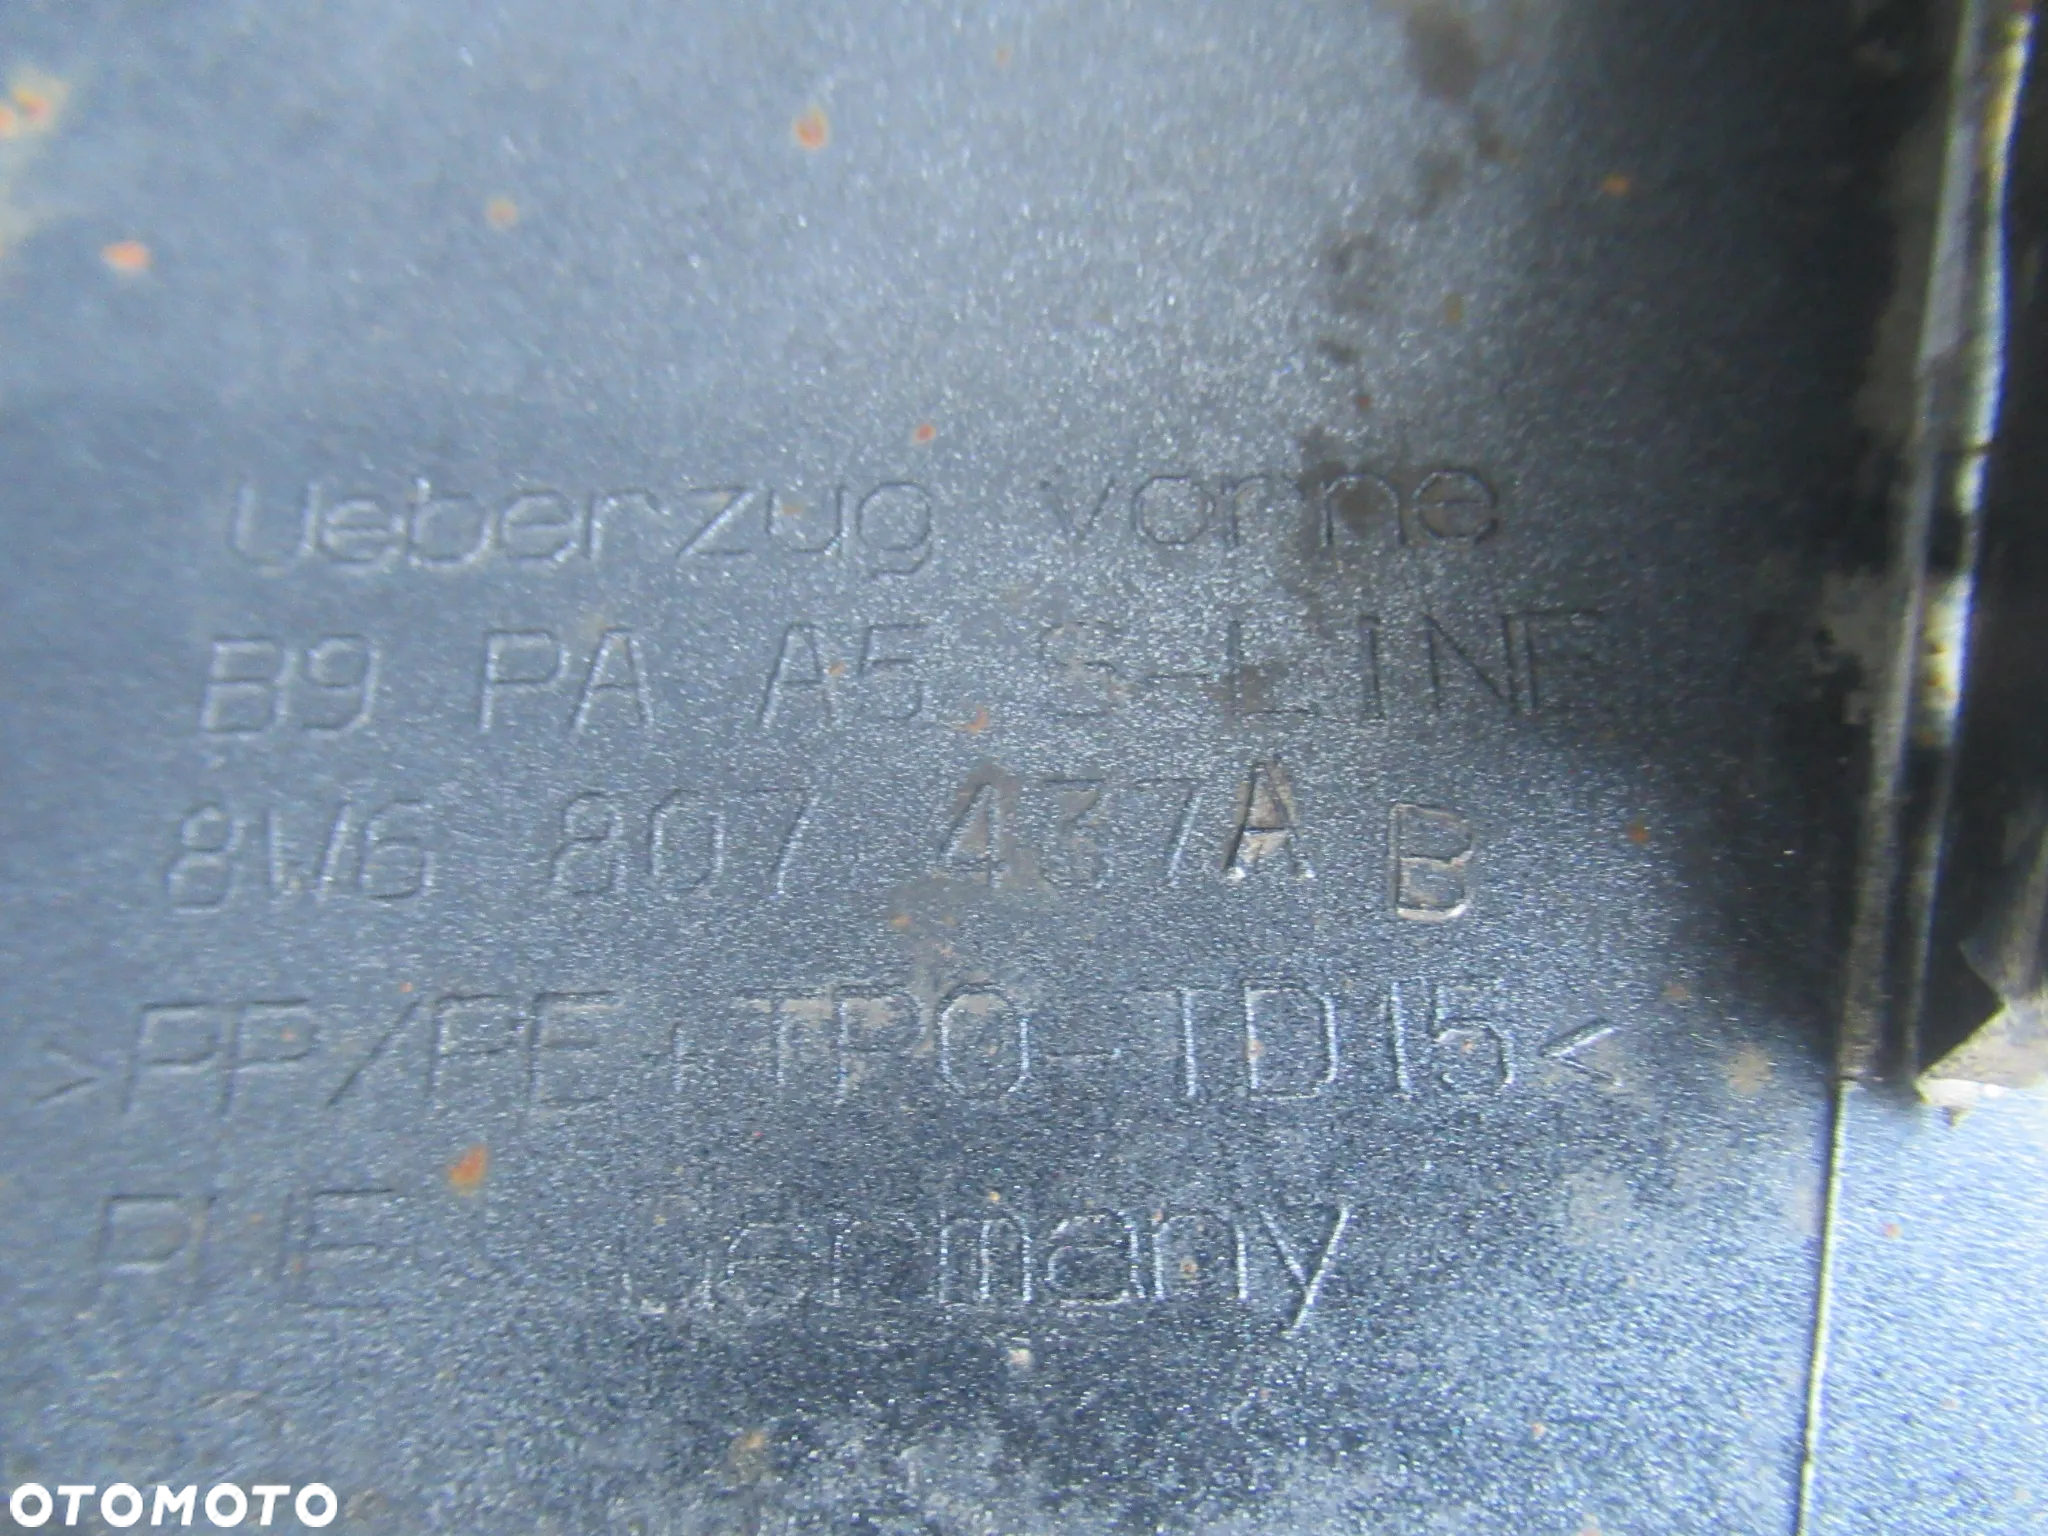 Ueberzug vorne
B9 PA A5 S-LINE
8W6 807 437A B
>PP/PE+TPO-TD15<
Germany
OTOMOTO